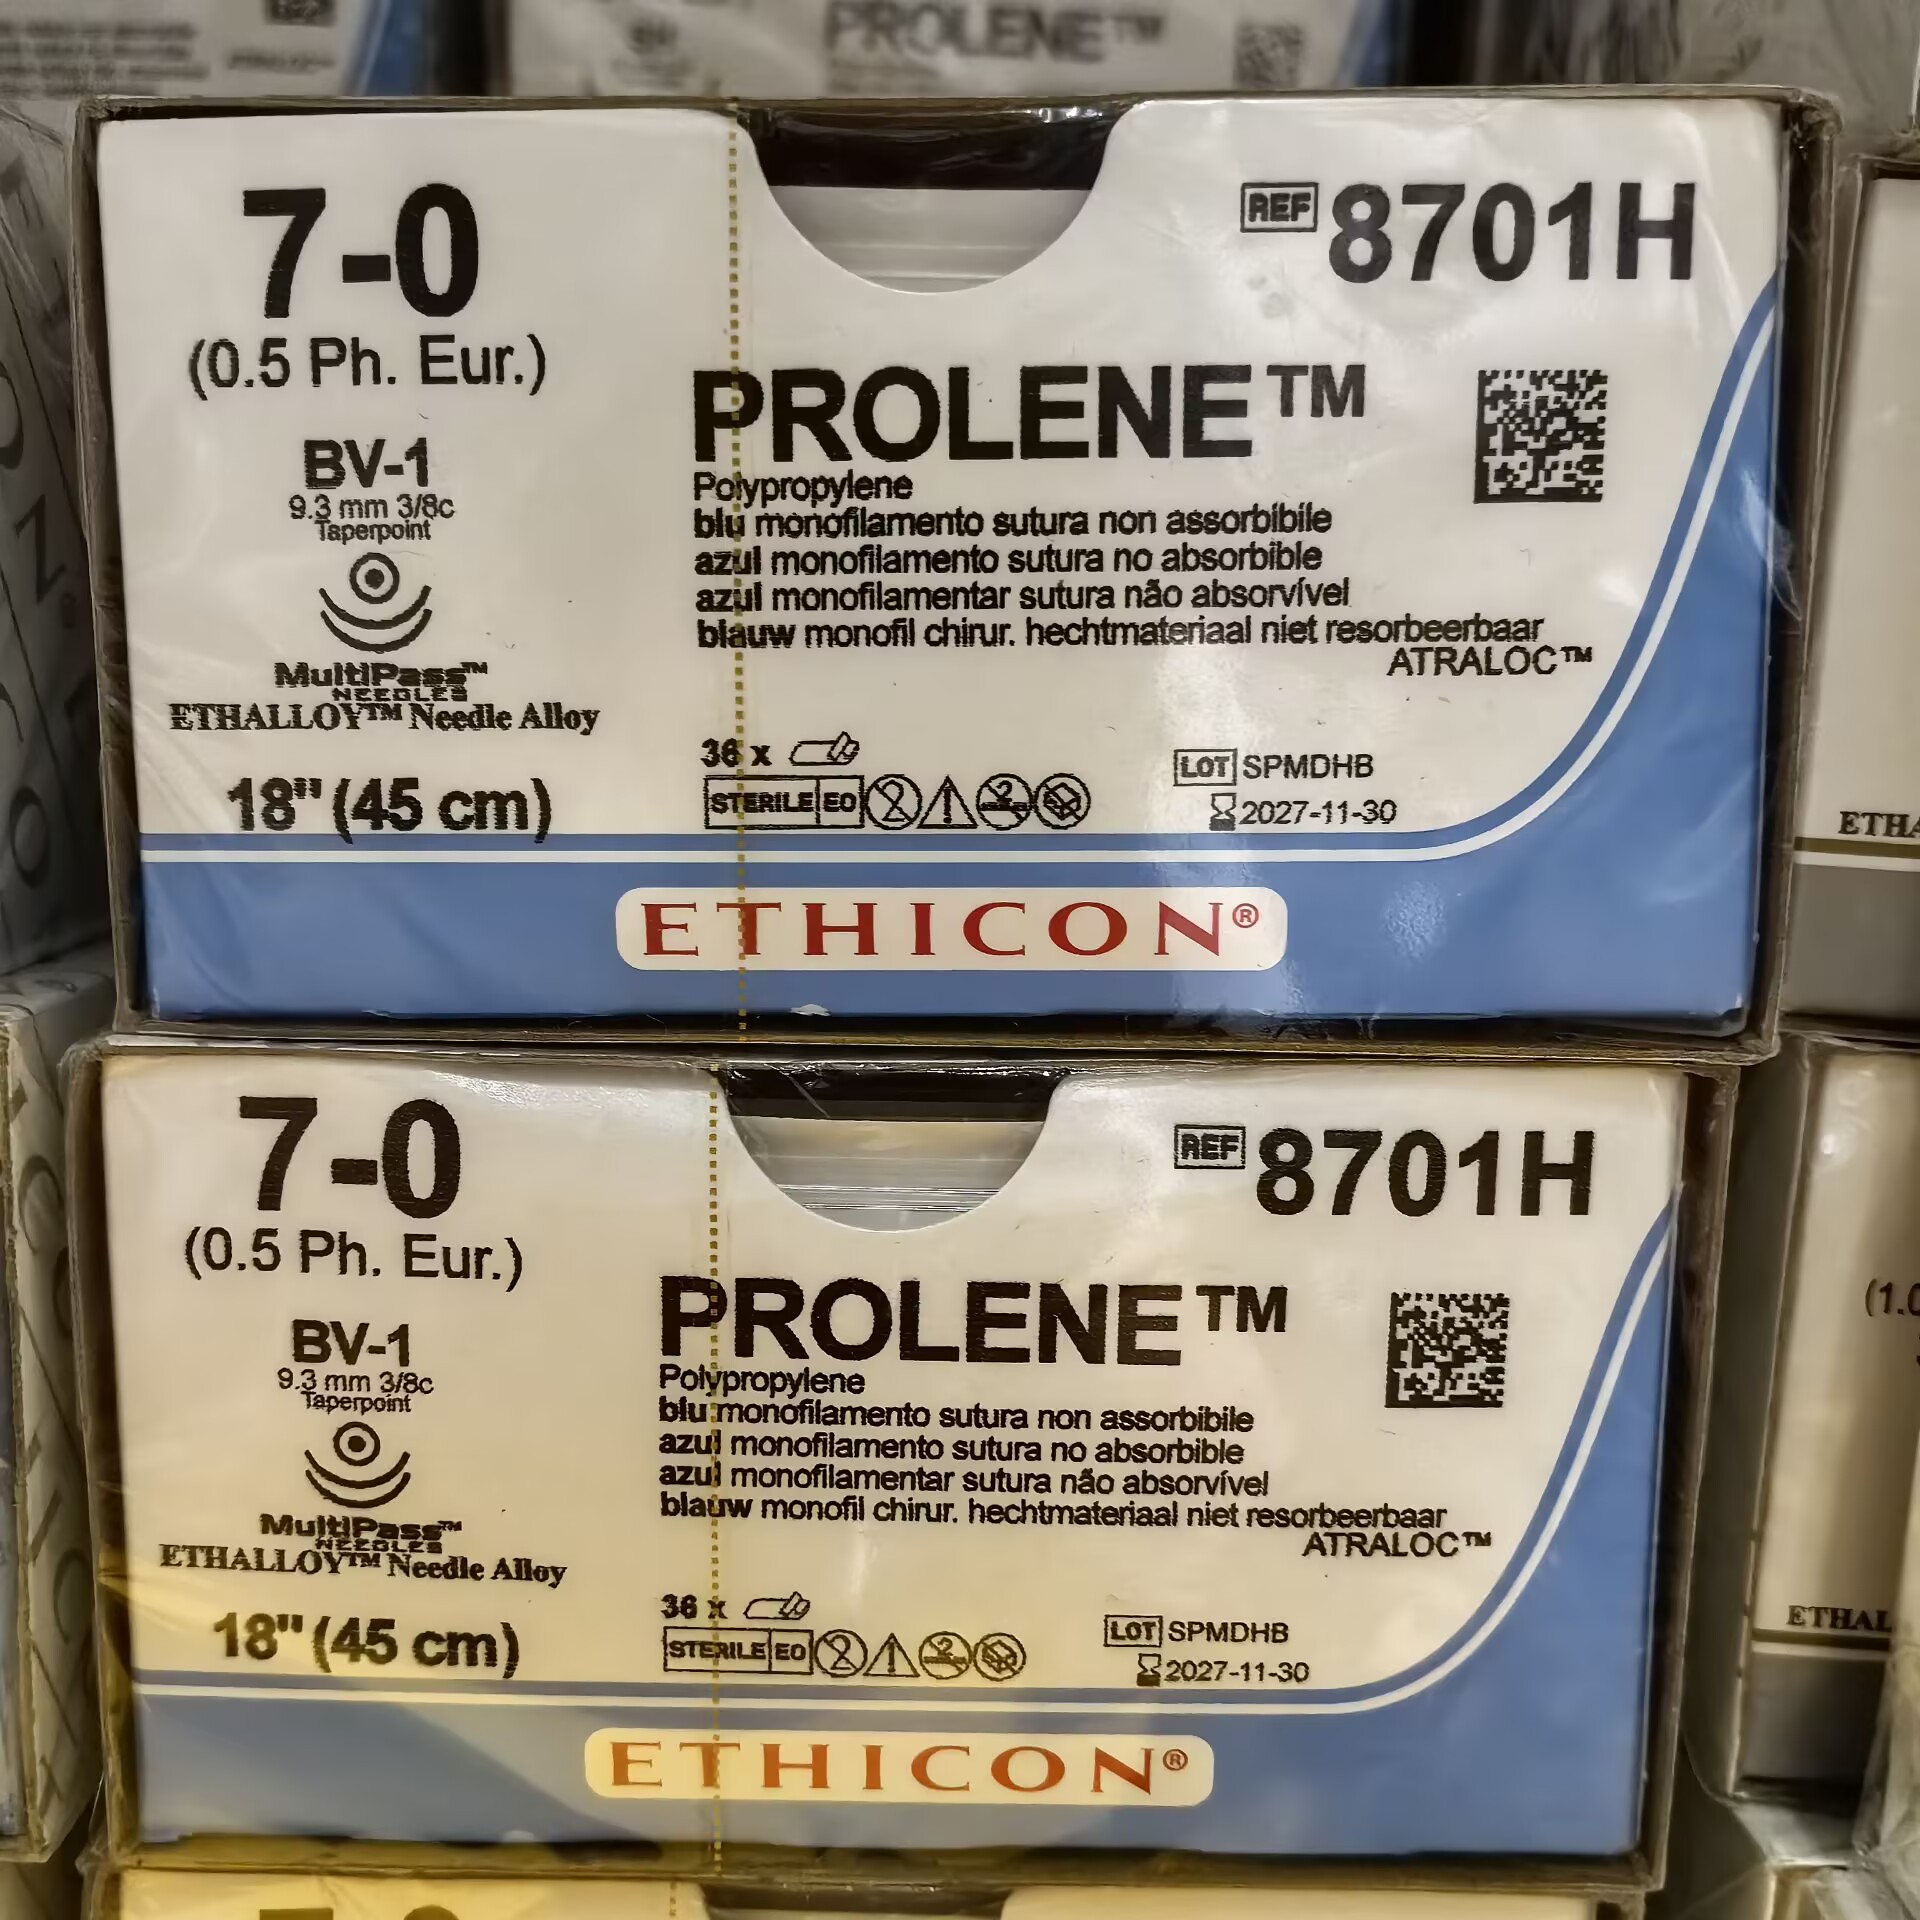 PROLENE™
7-0
(0.5 Ph. Eur.)
BV-1
9.3 mm 3/8c
Taperpoint
MultiPass™
NEEDLES
ETHALLOY™ Needle Alloy
18" (45 cm)
REF 8701H
PROLENE™
Polypropylene
blu monofilamento sutura non assorbibile
azul monofilamento sutura no absorbible
azul monofilamentar sutura não absorvível
blauw monofil chirur. hechtmateriaal niet resorbeerbaar
ATRALOC™
36 x
STERILE EO
LOT SPMDHB
2027-11-30
ETHICON®
7-0
(0.5 Ph. Eur.)
BV-1
9.3 mm 3/8c
Taperpoint
MultiPass™
NEEDLES
ETHALLOY™ Needle Alloy
18" (45 cm)
REF 8701H
PROLENE™
Polypropylene
blu monofilamento sutura non assorbibile
azul monofilamento sutura no absorbible
azul monofilamentar sutura não absorvível
blauw monofil chirur. hechtmateriaal niet resorbeerbaar
ATRALOC™
36 x
STERILE EO
LOT SPMDHB
2027-11-30
ETHICON®
ETHA
(1.0
ETHAL